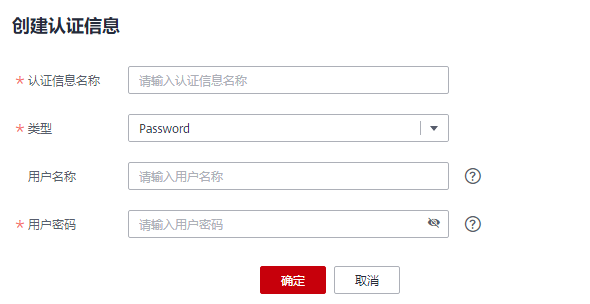 创建认证信息
* 认证信息名称 请输入认证信息名称
* 类型 Password
用户名称 请输入用户名称
* 用户密码 请输入用户密码
确定 取消